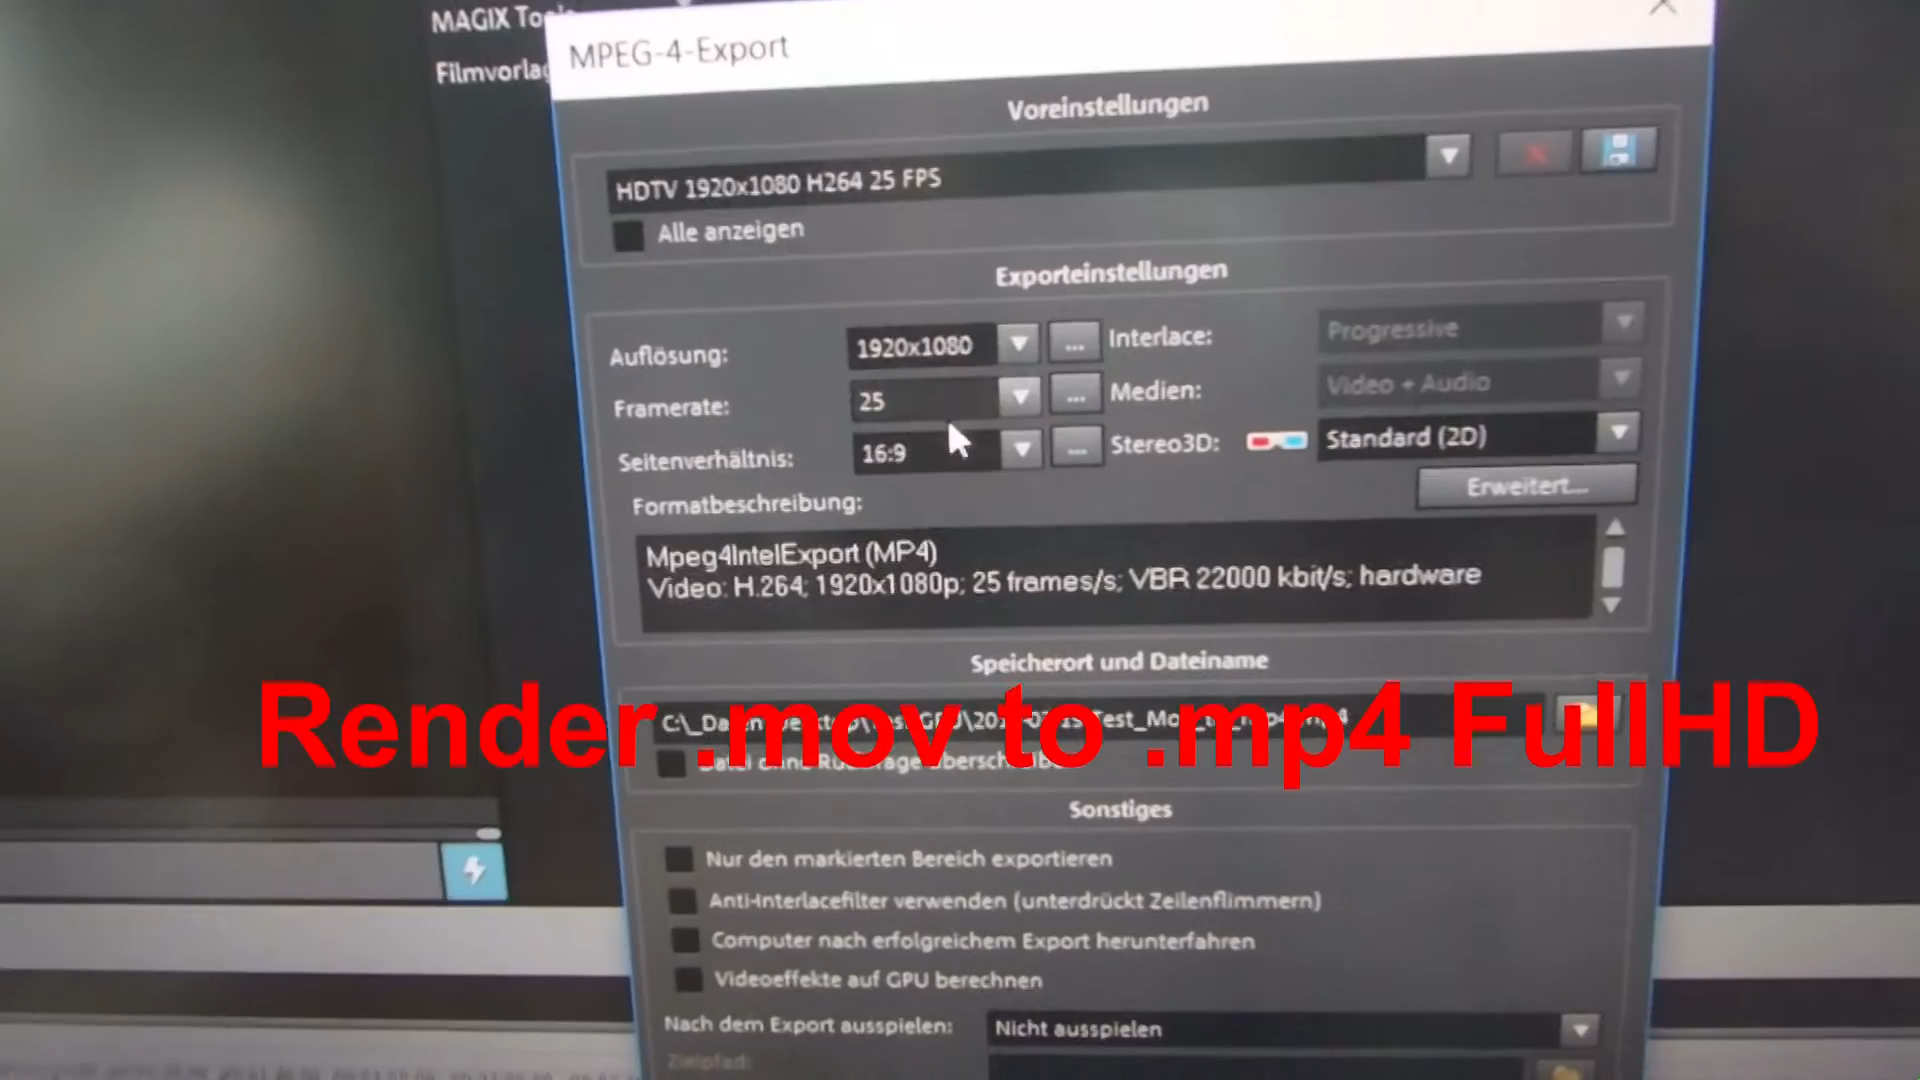 MAGIX
MPEG-4-Export
Voreinstellungen
HDTV 1920x1080 H264 25 FPS
Alle anzeigen
Exporteinstellungen
Auflösung: 1920x1080 ... Interlace: Progressive
Framerate: 25 ... Medien: Video + Audio
Seitenverhältnis: 16:9 ... Stereo3D: Standard (2D)
Erweitert...
Formatbeschreibung:
Mpeg4IntelExport (MP4)
Video: H.264; 1920x1080p; 25 frames/s; VBR 22000 kbit/s; hardware
Speicherort und Dateiname
Render .mov to .mp4 FullHD
Sonstiges
Nur den markierten Bereich exportieren
Anti-Interlacefilter verwenden (unterdrückt Zeilenflimmern)
Computer nach erfolgreichem Export herunterfahren
Videoeffekte auf GPU berechnen
Nach dem Export ausspielen: Nicht ausspielen
Zielpfad: